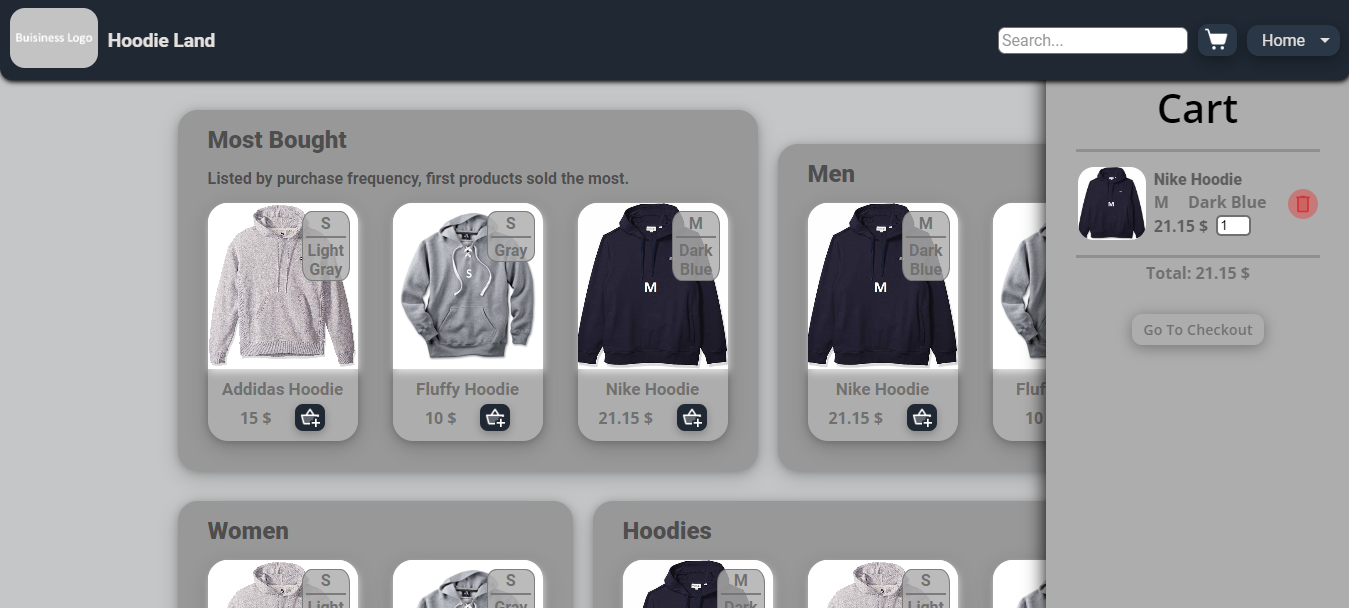 Buisiness Logo
Hoodie Land
Search...
Home
Most Bought
Listed by purchase frequency, first products sold the most.
S
Light
Gray
Addidas Hoodie
15 $
S
Gray
S
Fluffy Hoodie
10 $
M
Dark
Blue
M
Nike Hoodie
21.15 $
Men
M
Dark
Blue
M
Nike Hoodie
21.15 $
Fluf
10
Cart
M
Nike Hoodie
M Dark Blue
21.15 $ 1
Total: 21.15 $
Go To Checkout
Women
S
Light
S
Gray
Hoodies
M
Dark
S
Light